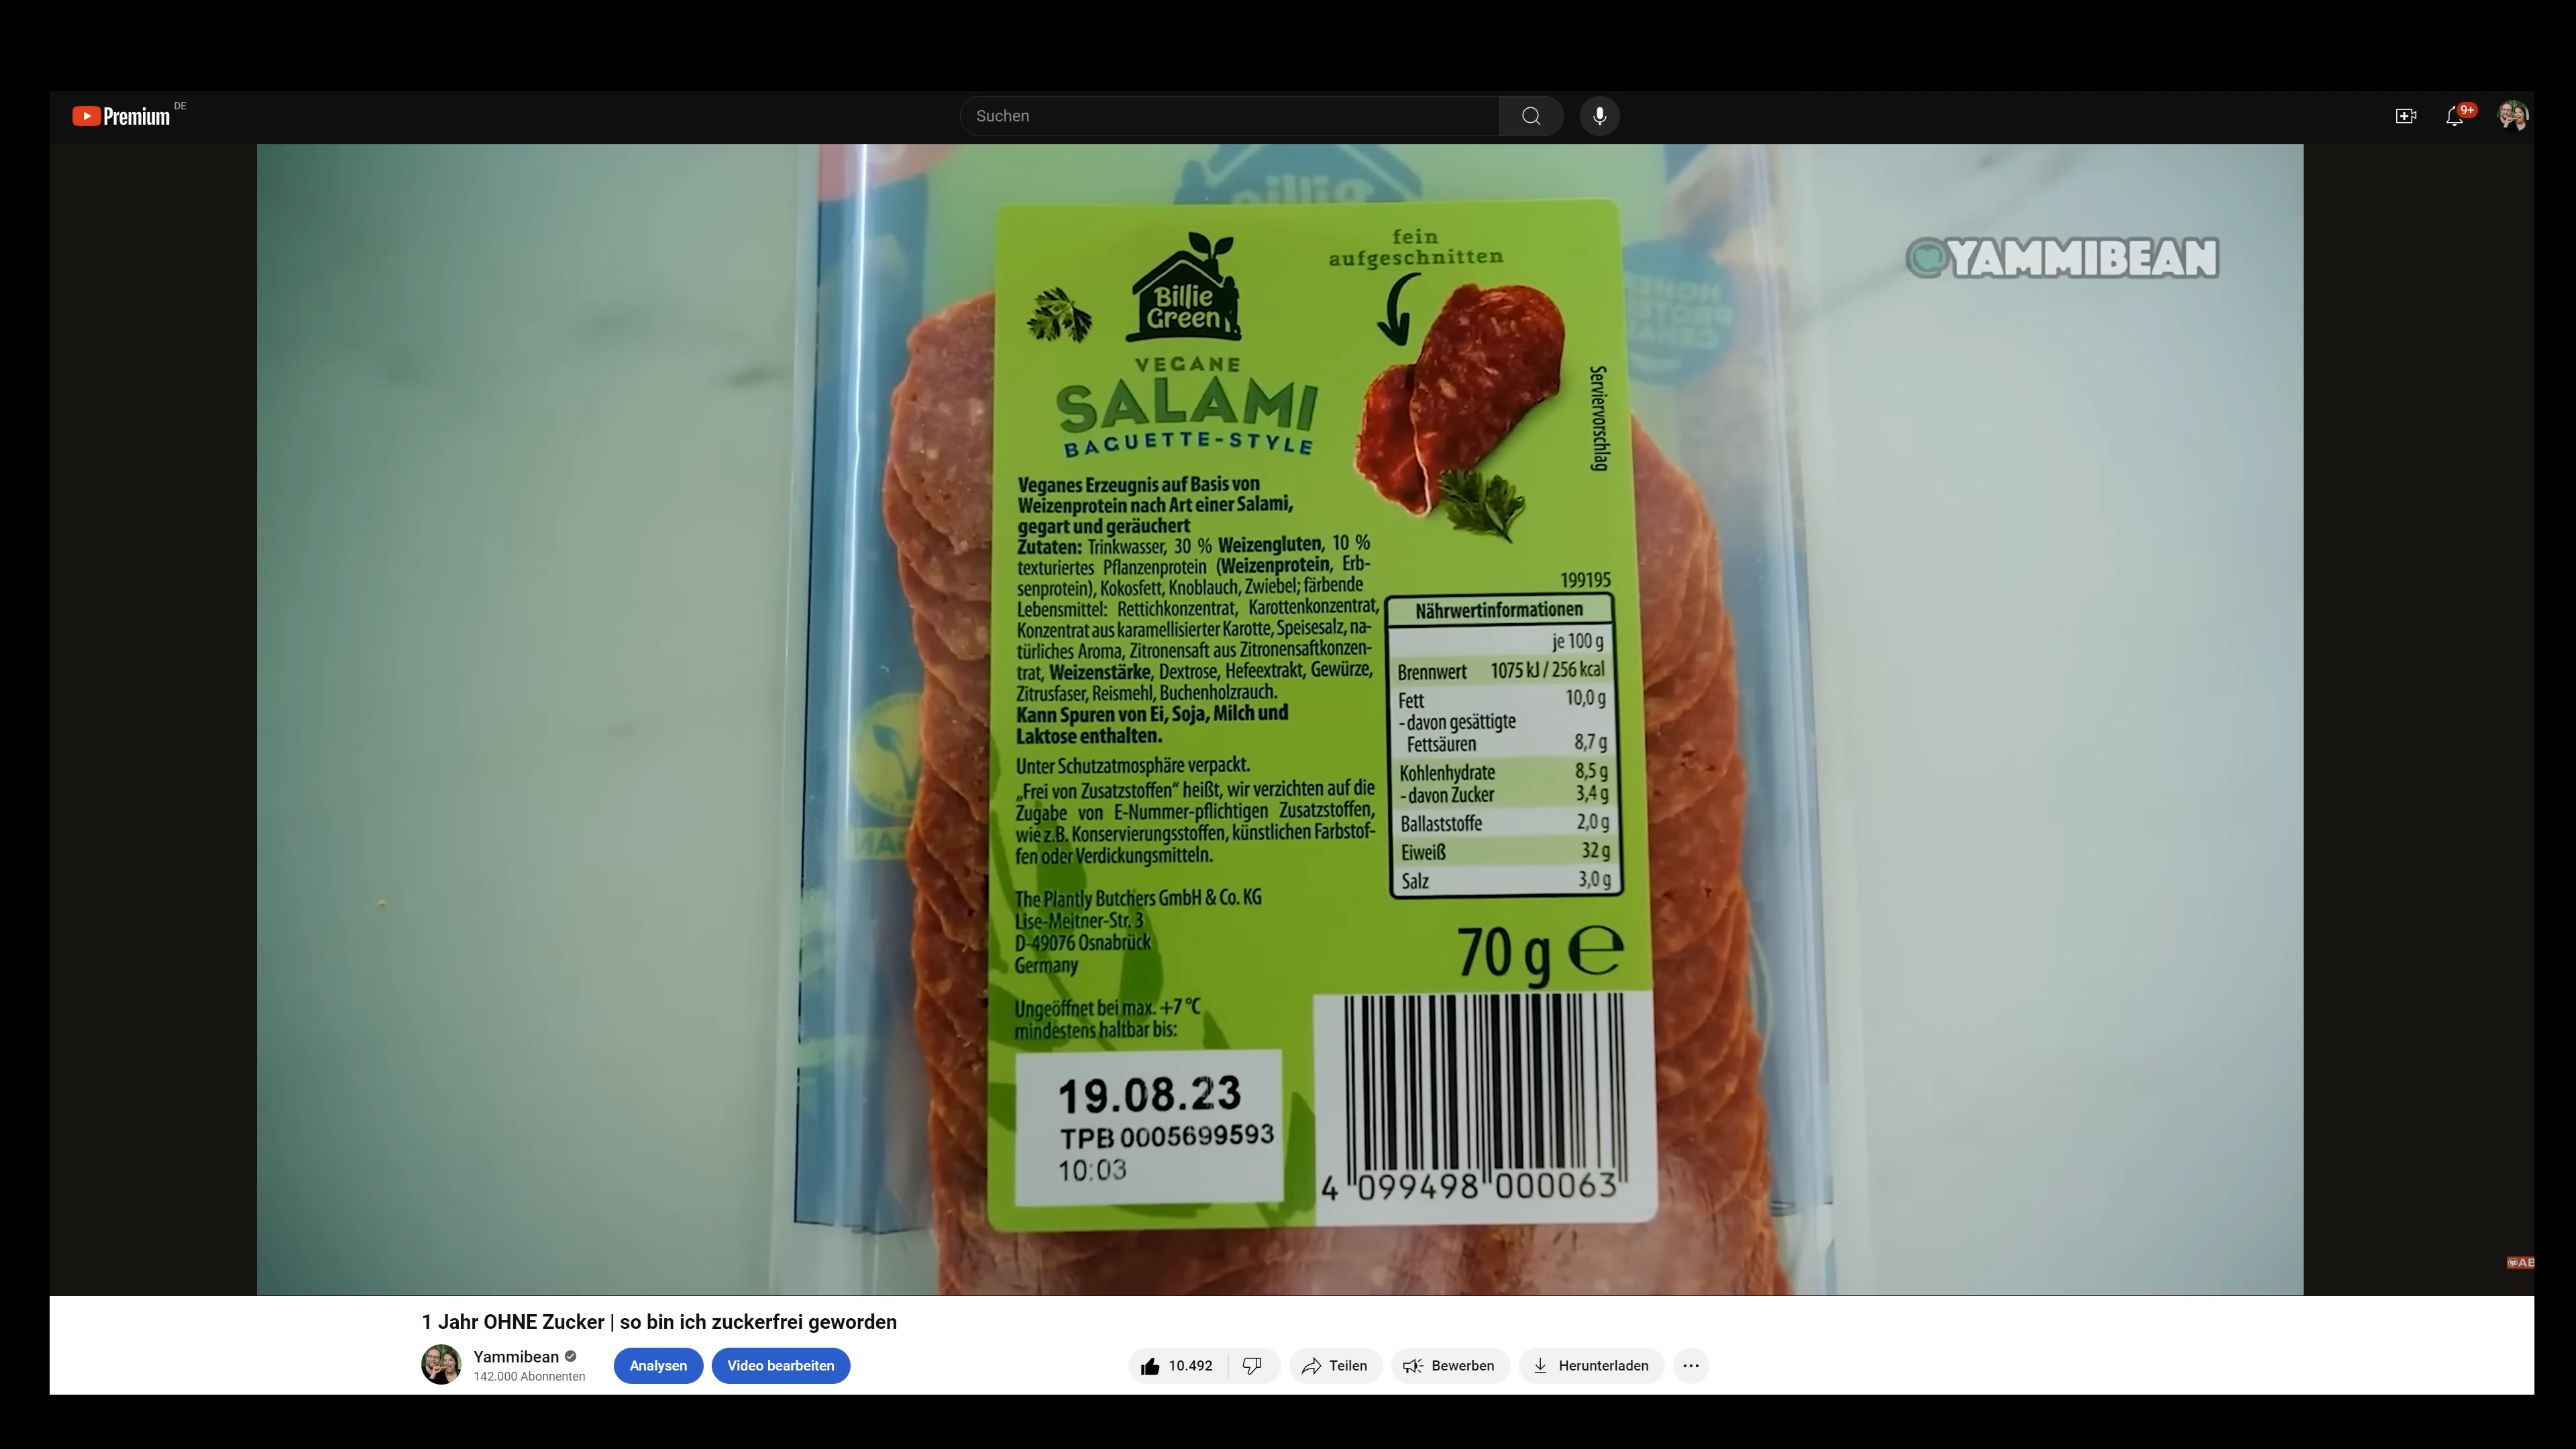 Premium DE
Suchen
9+
@YAMMIBEAN
fein
aufgeschnitten
Billie
Green
VEGANE
SALAMI
BAGUETTE-STYLE
Serviervorschlag
Veganes Erzeugnis auf Basis von
Weizenprotein nach Art einer Salami,
gegart und geräuchert
Zutaten: Trinkwasser, 30 % Weizengluten, 10 %
texturiertes Pflanzenprotein (Weizenprotein, Erb-
senprotein), Kokosfett, Knoblauch, Zwiebel; färbende
Lebensmittel: Rettichkonzentrat, Karottenkonzentrat,
Konzentrat aus karamellisierter Karotte, Speisesalz, na-
türliches Aroma, Zitronensaft aus Zitronensaftkonzen-
trat, Weizenstärke, Dextrose, Hefeextrakt, Gewürze,
Zitrusfaser, Reismehl, Buchenholzrauch.
Kann Spuren von Ei, Soja, Milch und
Laktose enthalten.
Unter Schutzatmosphäre verpackt.
„Frei von Zusatzstoffen“ heißt, wir verzichten auf die
Zugabe von E-Nummer-pflichtigen Zusatzstoffen,
wie z.B. Konservierungsstoffen, künstlichen Farbstof-
fen oder Verdickungsmitteln.
The Plantly Butchers GmbH & Co. KG
Lise-Meitner-Str. 3
D-49076 Osnabrück
Germany
Ungeöffnet bei max. +7 °C
mindestens haltbar bis:
19.08.23
TPB 0005699593
10:03
199195
Nährwertinformationen
je 100 g
Brennwert 1075 kJ / 256 kcal
Fett 10,0 g
- davon gesättigte
Fettsäuren 8,7 g
Kohlenhydrate 8,5 g
- davon Zucker 3,4 g
Ballaststoffe 2,0 g
Eiweiß 32 g
Salz 3,0 g
70 g e
4 099498 000063
1 Jahr OHNE Zucker | so bin ich zuckerfrei geworden
Yammibean
142.000 Abonnenten
Analysen
Video bearbeiten
10.492
Teilen
Bewerben
Herunterladen